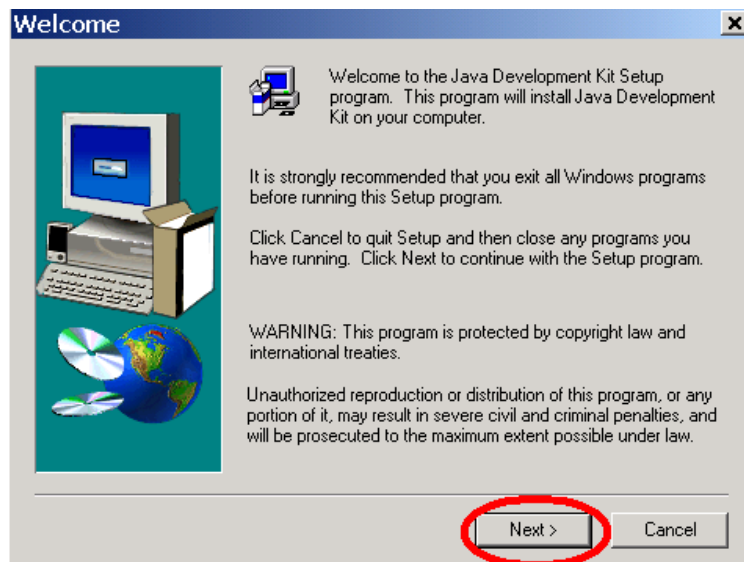 Welcome
Welcome to the Java Development Kit Setup
program. This program will install Java Development
Kit on your computer.
It is strongly recommended that you exit all Windows programs
before running this Setup program.
Click Cancel to quit Setup and then close any programs you
have running. Click Next to continue with the Setup program.
WARNING: This program is protected by copyright law and
international treaties.
Unauthorized reproduction or distribution of this program, or any
portion of it, may result in severe civil and criminal penalties, and
will be prosecuted to the maximum extent possible under law.
Next >
Cancel